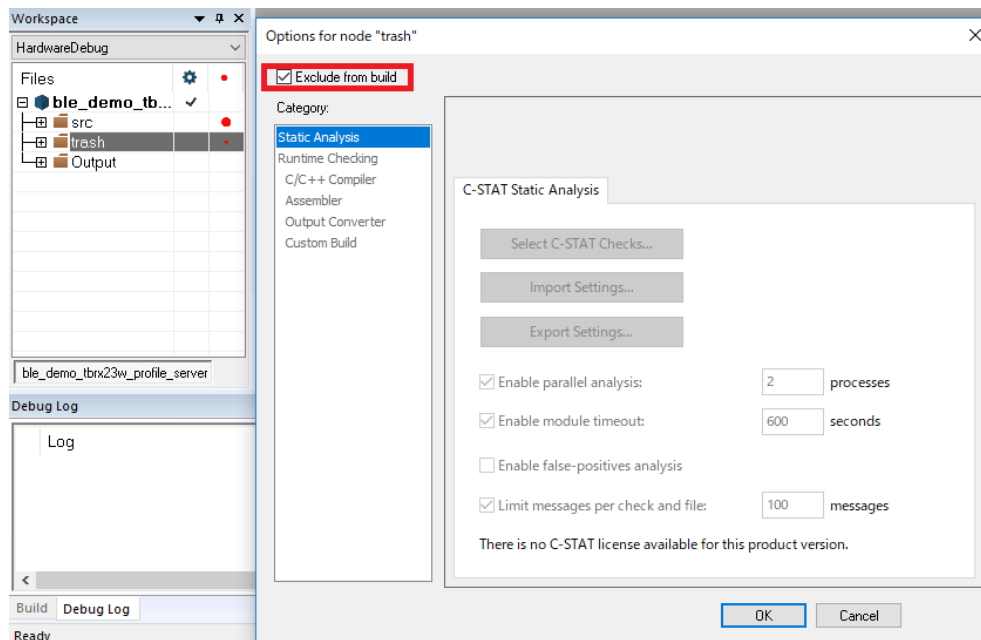 Workspace
HardwareDebug
Files
ble_demo_tb...
src
trash
Output
ble_demo_tbrx23w_profile_server
Debug Log
Log
Build
Debug Log
Ready
Options for node "trash"
Exclude from build
Category:
Static Analysis
Runtime Checking
C/C++ Compiler
Assembler
Output Converter
Custom Build
C-STAT Static Analysis
Select C-STAT Checks...
Import Settings...
Export Settings...
Enable parallel analysis: 2 processes
Enable module timeout: 600 seconds
Enable false-positives analysis
Limit messages per check and file: 100 messages
There is no C-STAT license available for this product version.
OK
Cancel